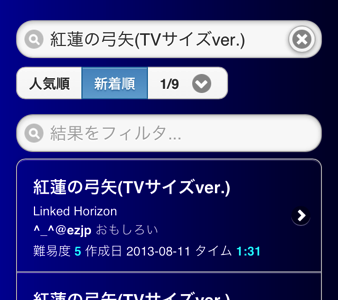 紅蓮の弓矢(TVサイズver.)
人気順 新着順 1/9
結果をフィルタ...
紅蓮の弓矢(TVサイズver.)
Linked Horizon
^_^@ezjp おもしろい
難易度 5 作成日 2013-08-11 タイム 1:31
紅蓮の弓矢(TVサイズver.)